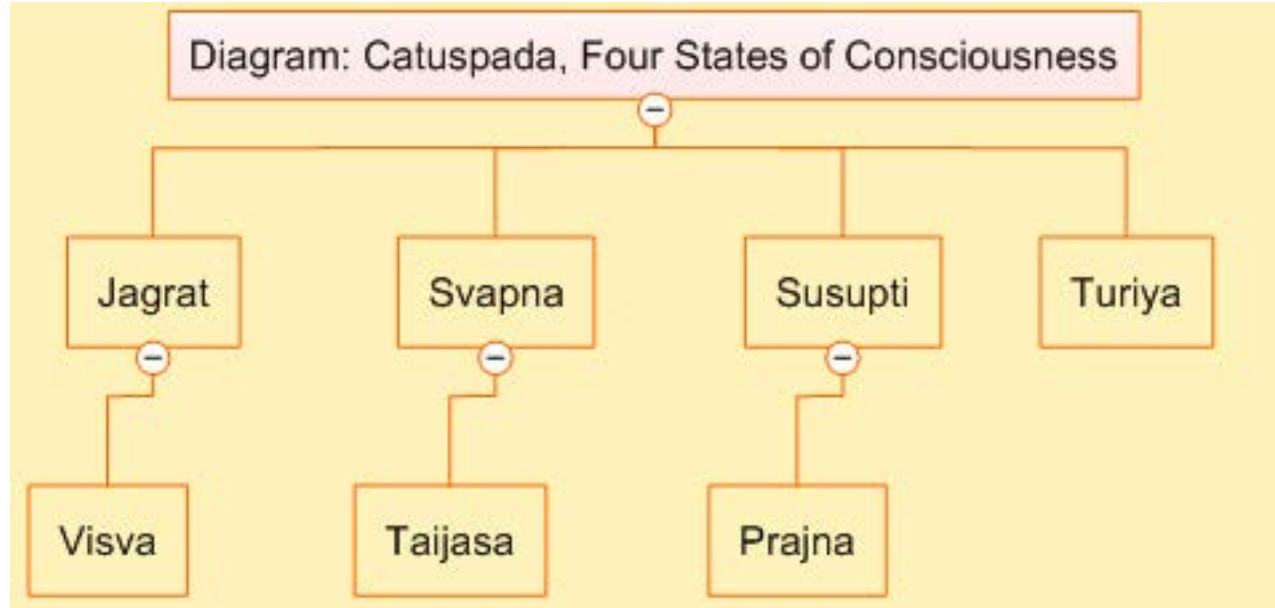 Diagram: Catuspada, Four States of Consciousness
Jagrat
Svapna
Susupti
Turiya
Visva
Taijasa
Prajna